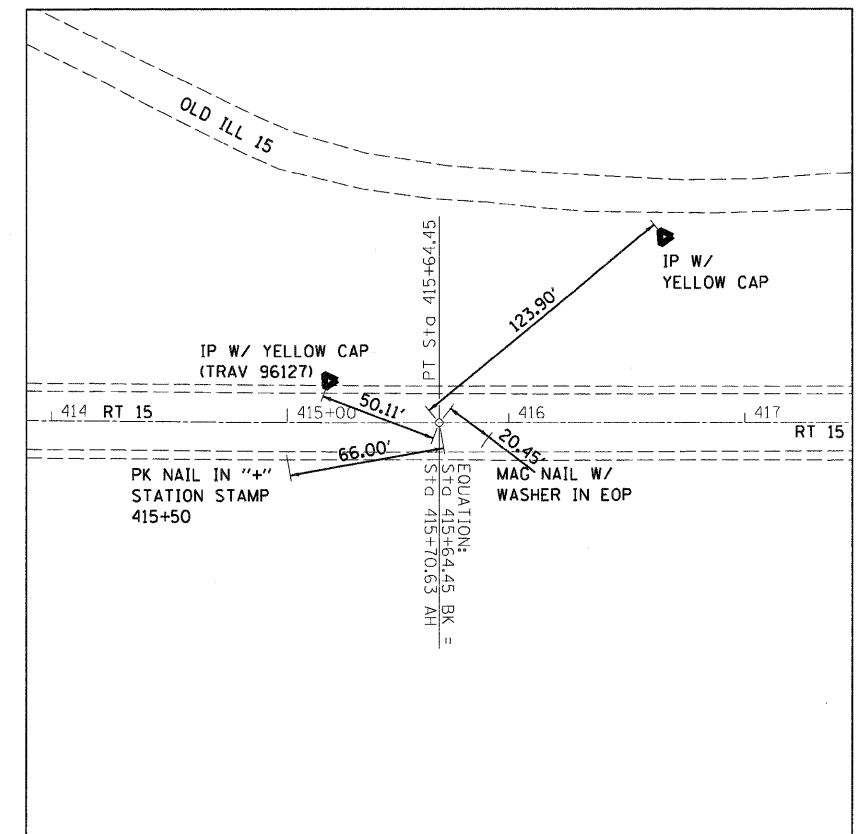 OLD ILL 15
PT Sta 415+64.45
IP W/
YELLOW CAP
123.90'
IP W/ YELLOW CAP
(TRAV 96127)
50.11'
414 RT 15
415+00
416
417
RT 15
66.00'
20.45'
PK NAIL IN "+"
STATION STAMP
415+50
MAG NAIL W/
WASHER IN EOP
EQUATION:
Sta 415+64.45 BK =
Sta 415+70.63 AH